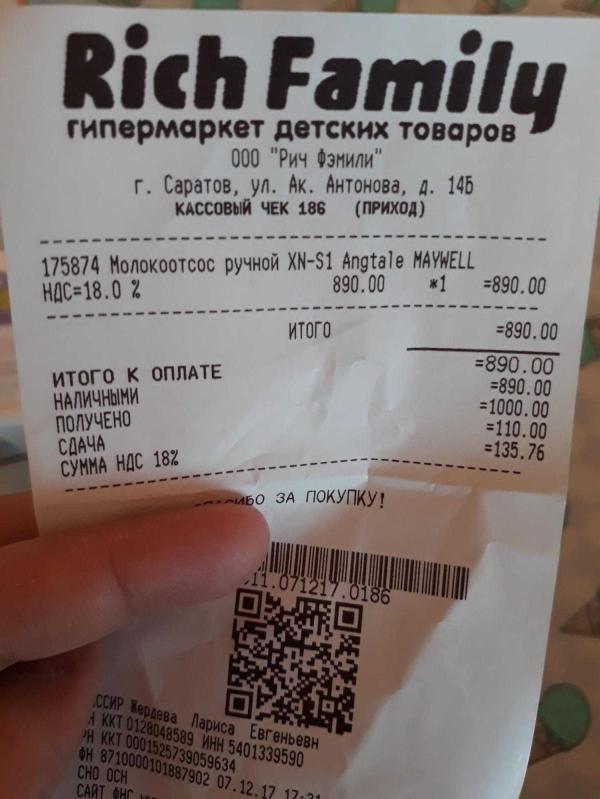 Rich Family
гипермаркет детских товаров
ООО "Рич Фэмили"
г. Саратов, ул. Ак. Антонова, д. 14Б
КАССОВЫЙ ЧЕК 186 (ПРИХОД)
175874 Молокоотсос ручной XN-S1 Angtale MAYWELL
НДС=18.0 % 890.00 *1 =890.00
ИТОГО =890.00
ИТОГО К ОПЛАТЕ =890.00
НАЛИЧНЫМИ =890.00
ПОЛУЧЕНО =1000.00
СДАЧА =110.00
СУММА НДС 18% =135.76
ЗА ПОКУПКУ!
11.071217.0186
ССИР Жердева Лариса Евгеньевн
Н ККТ 0128048589 ИНН 5401339590
РН ККТ 0001525739059634
ФН 8710000101887902 07.12.17
СНО ОСН
САЙТ ФНС